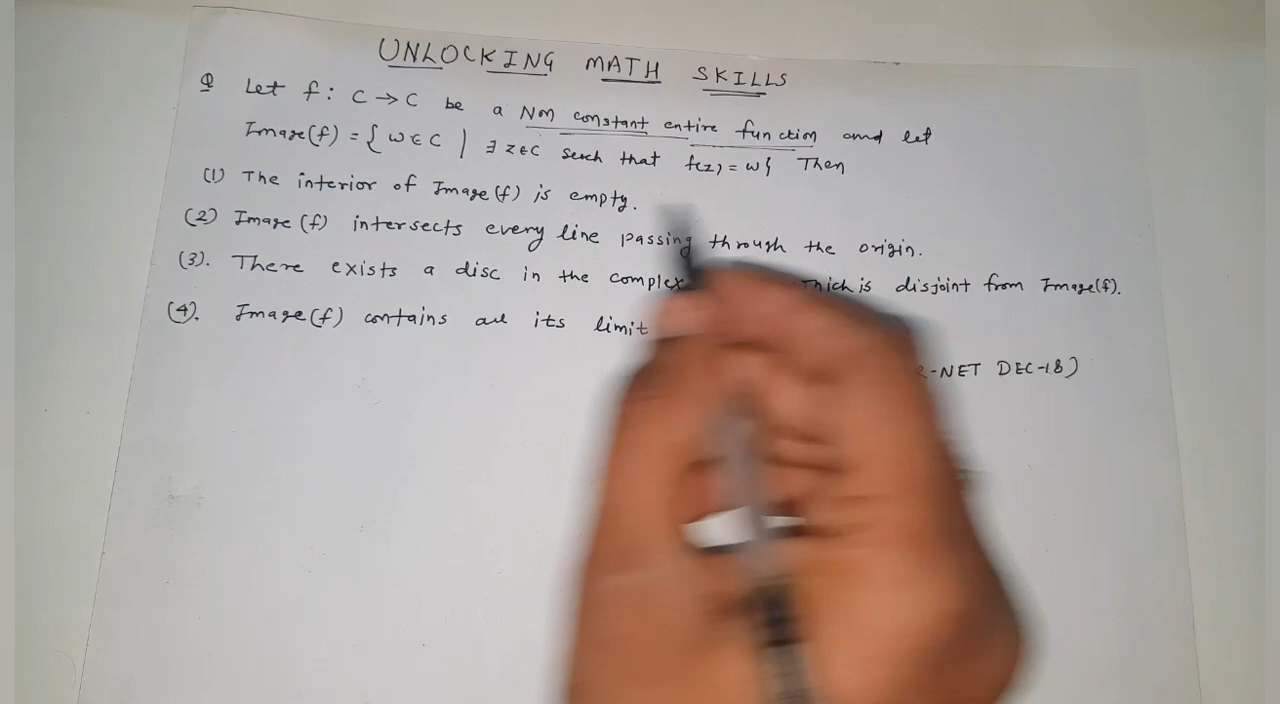 UNLOCKING MATH SKILLS
Q Let f: C → C be a Non constant entire function and let
Image(f) = { w ∈ C | ∃ z ∈ C such that f(z) = w } Then
(1) The interior of Image (f) is empty.
(2) Image (f) intersects every line passing through the origin.
(3). There exists a disc in the complex which is disjoint from Image(f).
(4). Image (f) contains all its limit
-NET DEC-18)